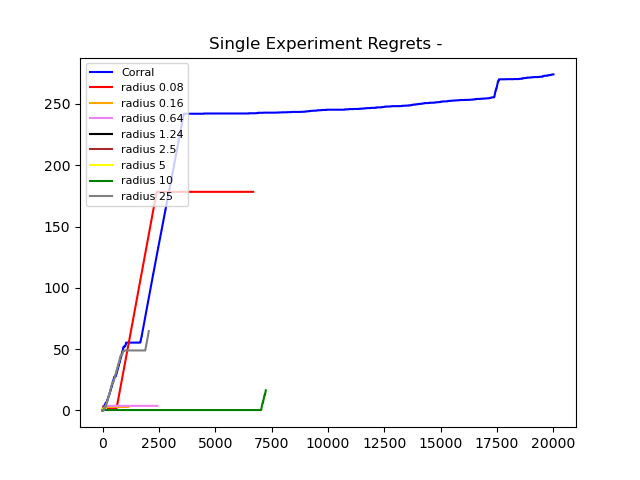 Single Experiment Regrets -
Corral
radius 0.08
radius 0.16
radius 0.64
radius 1.24
radius 2.5
radius 5
radius 10
radius 25
250
200
150
100
50
0
0 2500 5000 7500 10000 12500 15000 17500 20000